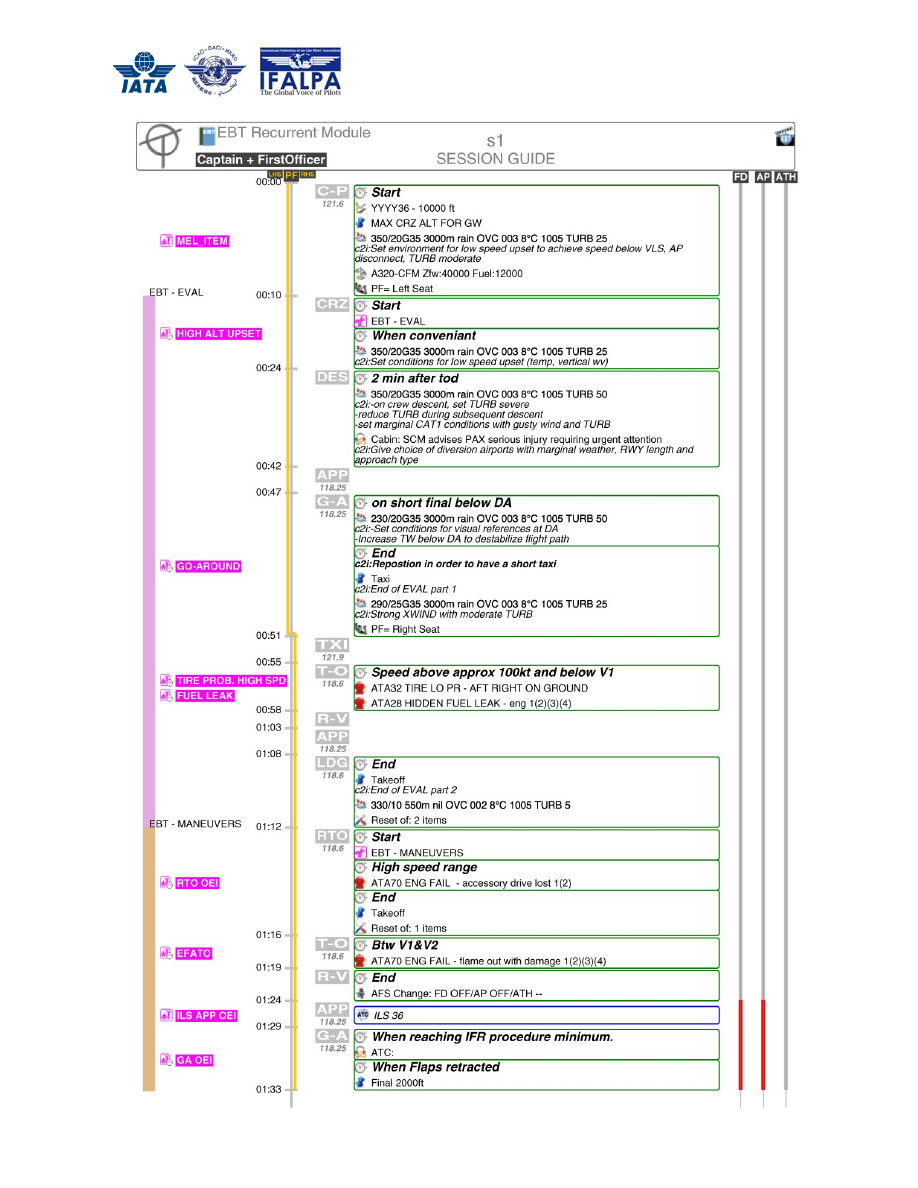 IATA
ICAO · OACI · ИКАО
International Federation of Air Line Pilots' Associations
IFALPA
The Global Voice of Pilots
EBT
EBT Recurrent Module
s1
Captain + FirstOfficer
SESSION GUIDE
LHS PF RHS
FD AP ATH
00:00
C-P
Start
121.6
YYYY36 - 10000 ft
MAX CRZ ALT FOR GW
MEL_ITEM
350/20G35 3000m rain OVC 003 8°C 1005 TURB 25
c2i:Set environment for low speed upset to achieve speed below VLS, AP
disconnect, TURB moderate
A320-CFM Zfw:40000 Fuel:12000
PF= Left Seat
EBT - EVAL
00:10
CRZ
Start
EBT - EVAL
HIGH ALT UPSET
When conveniant
350/20G35 3000m rain OVC 003 8°C 1005 TURB 25
c2i:Set conditions for low speed upset (temp, vertical wv)
00:24
DES
2 min after tod
350/20G35 3000m rain OVC 003 8°C 1005 TURB 50
c2i:-on crew descent, set TURB severe
-reduce TURB during subsequent descent
-set marginal CAT1 conditions with gusty wind and TURB
Cabin: SCM advises PAX serious injury requiring urgent attention
c2i:Give choice of diversion airports with marginal weather, RWY length and
approach type
00:42
APP
118.25
00:47
G-A
on short final below DA
118.25
230/20G35 3000m rain OVC 003 8°C 1005 TURB 50
c2i:-Set conditions for visual references at DA
-Increase TW below DA to destabilize flight path
End
GO-AROUND
c2i:Repostion in order to have a short taxi
Taxi
c2i:End of EVAL part 1
290/25G35 3000m rain OVC 003 8°C 1005 TURB 25
c2i:Strong XWIND with moderate TURB
PF= Right Seat
00:51
TXI
121.9
00:55
T-O
Speed above approx 100kt and below V1
TIRE PROB. HIGH SPD
118.6
ATA32 TIRE LO PR - AFT RIGHT ON GROUND
FUEL LEAK
ATA28 HIDDEN FUEL LEAK - eng 1(2)(3)(4)
00:58
R-V
01:03
APP
118.25
01:08
LDG
End
118.6
Takeoff
c2i:End of EVAL part 2
330/10 550m nil OVC 002 8°C 1005 TURB 5
Reset of: 2 items
EBT - MANEUVERS
01:12
RTO
Start
118.6
EBT - MANEUVERS
High speed range
RTO OEI
ATA70 ENG FAIL - accessory drive lost 1(2)
End
Takeoff
Reset of: 1 items
01:16
T-O
Btw V1&V2
EFATO
118.6
ATA70 ENG FAIL - flame out with damage 1(2)(3)(4)
01:19
R-V
End
AFS Change: FD OFF/AP OFF/ATH --
01:24
APP
ILS APP OEI
ATC
ILS 36
118.25
01:29
G-A
When reaching IFR procedure minimum.
118.25
ATC:
GA OEI
When Flaps retracted
Final 2000ft
01:33